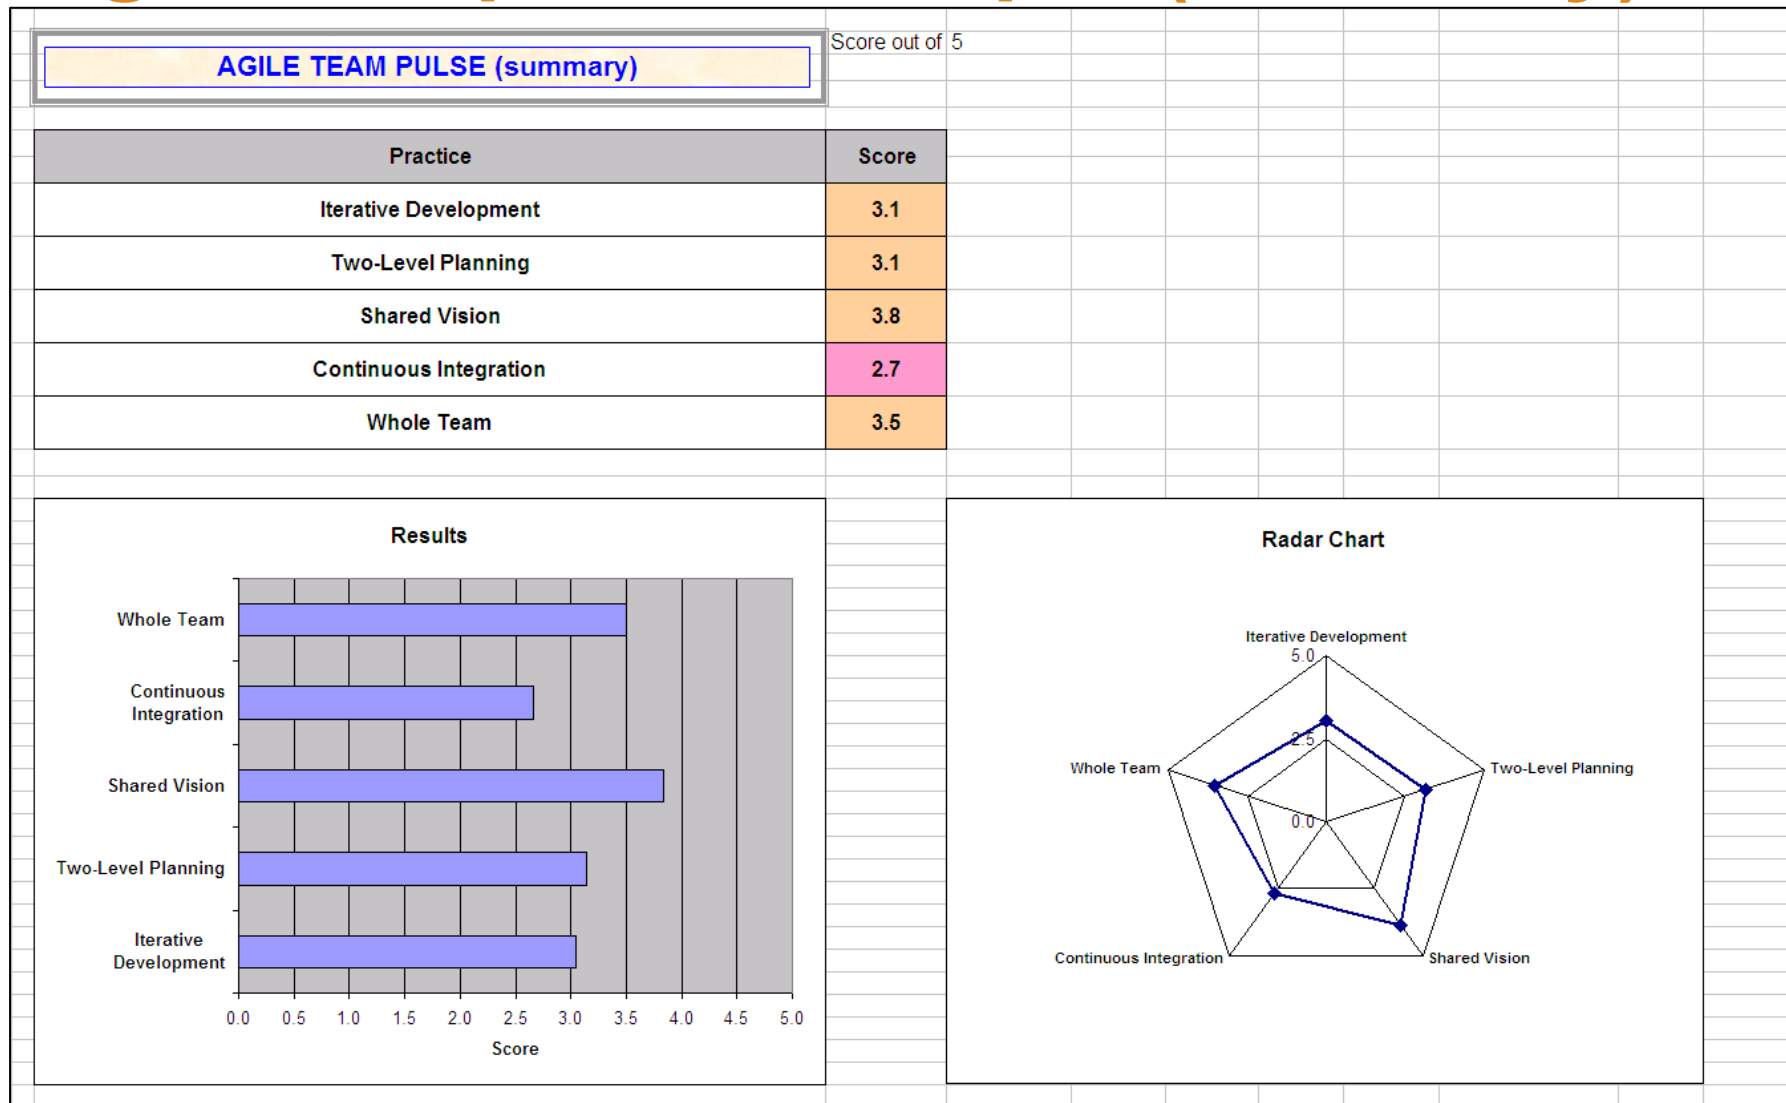 Score out of 5
AGILE TEAM PULSE (summary)
Practice Score
Iterative Development 3.1
Two-Level Planning 3.1
Shared Vision 3.8
Continuous Integration 2.7
Whole Team 3.5
Results
Whole Team
Continuous
Integration
Shared Vision
Two-Level Planning
Iterative
Development
0.0 0.5 1.0 1.5 2.0 2.5 3.0 3.5 4.0 4.5 5.0
Score
Radar Chart
Iterative Development
5.0
2.5
Whole Team
Two-Level Planning
0.0
Continuous Integration
Shared Vision